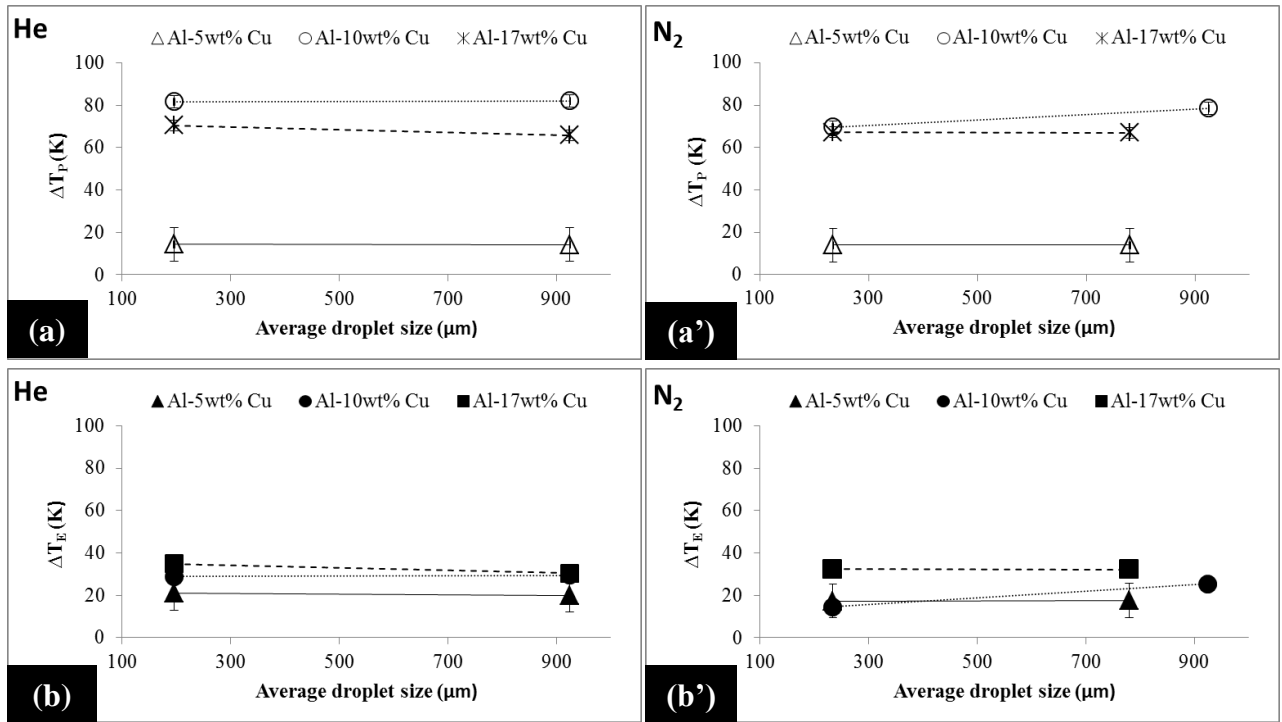 He
△ Al-5wt% Cu ○ Al-10wt% Cu ✳ Al-17wt% Cu
100
80
60
40
20
0
ΔT_P (K)
100 300 500 700 900
Average droplet size (μm)
(a)
N₂
△ Al-5wt% Cu ○ Al-10wt% Cu ✳ Al-17wt% Cu
100
80
60
40
20
0
ΔT_P (K)
100 300 500 700 900
Average droplet size (μm)
(a')
He
▲ Al-5wt% Cu ● Al-10wt% Cu ■ Al-17wt% Cu
100
80
60
40
20
0
ΔT_E (K)
100 300 500 700 900
Average droplet size (μm)
(b)
N₂
▲ Al-5wt% Cu ● Al-10wt% Cu ■ Al-17wt% Cu
100
80
60
40
20
0
ΔT_E (K)
100 300 500 700 900
Average droplet size (μm)
(b')